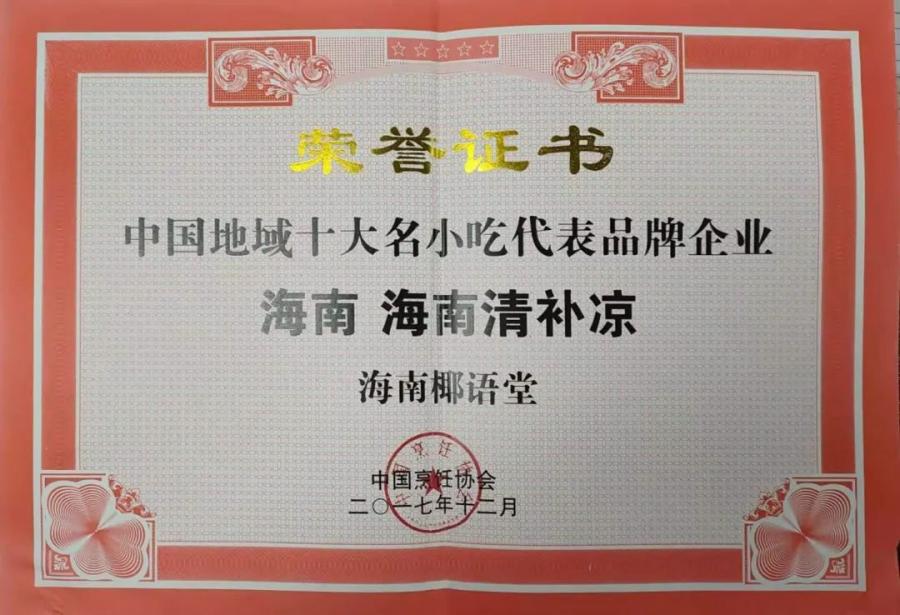 荣誉证书
中国地域十大名小吃代表品牌企业
海南 海南清补凉
海南椰语堂
中国烹饪协会
二〇一七年十二月